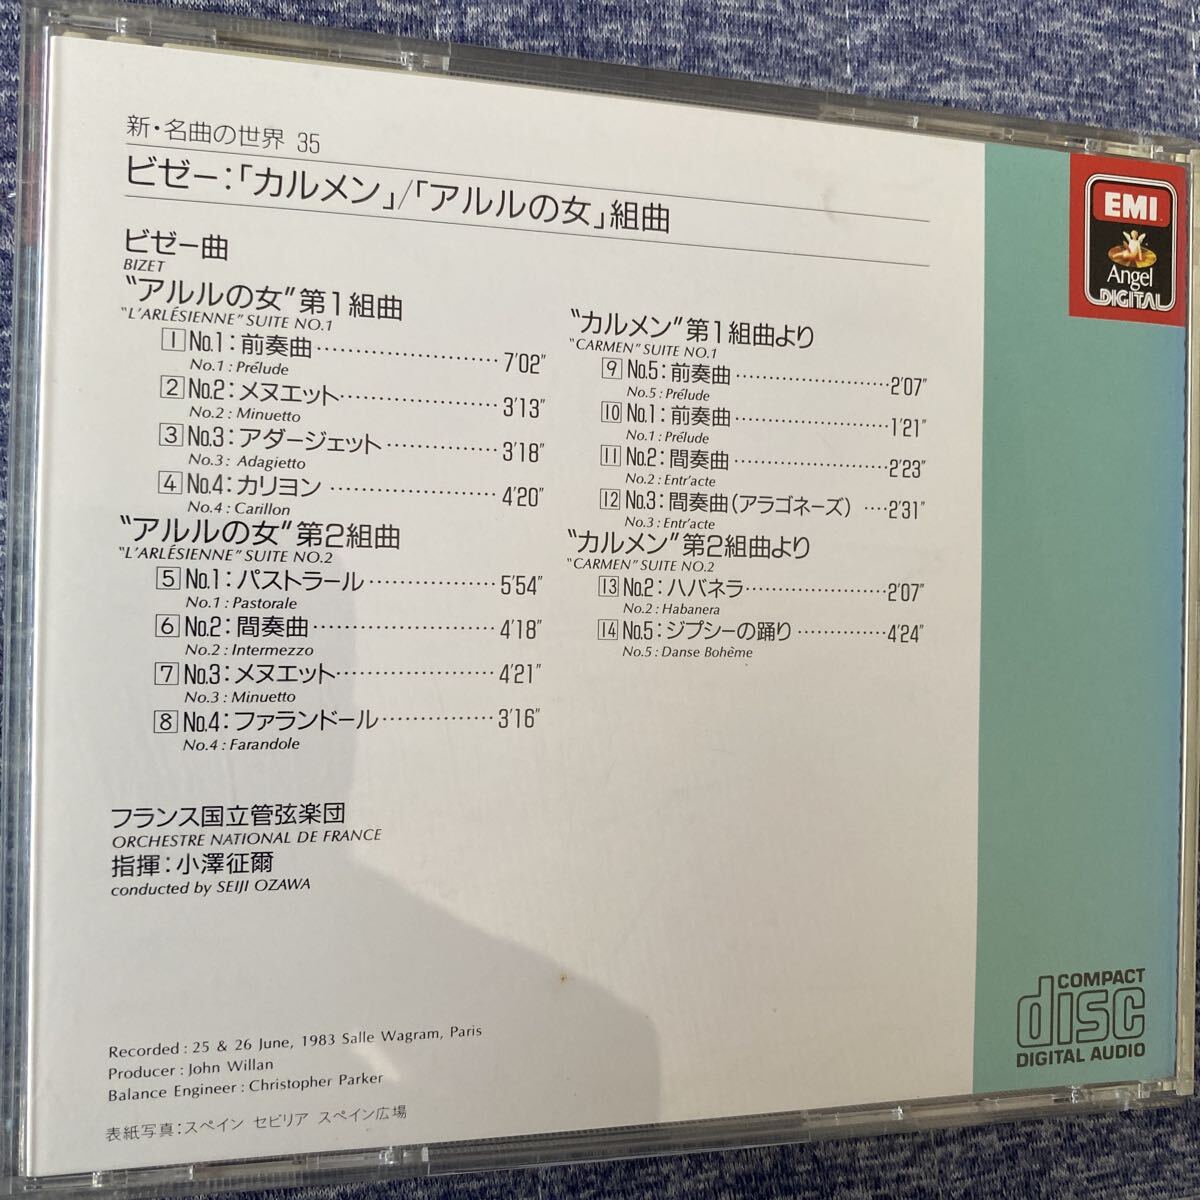 新・名曲の世界 35
ビゼー：「カルメン」/「アルルの女」組曲
ビゼー曲
BIZET
“アルルの女”第1組曲
“L'ARLÉSIENNE” SUITE NO.1
1 No.1：前奏曲 ························ 7'02"
No.1 : Prélude
2 No.2：メヌエット ····················· 3'13"
No.2 : Minuetto
3 No.3：アダージェット ··············· 3'18"
No.3 : Adagietto
4 No.4：カリヨン ······················ 4'20"
No.4 : Carillon
“アルルの女”第2組曲
“L'ARLÉSIENNE” SUITE NO.2
5 No.1：パストラール ·················· 5'54"
No.1 : Pastorale
6 No.2：間奏曲 ························ 4'18"
No.2 : Intermezzo
7 No.3：メヌエット ····················· 4'21"
No.3 : Minuetto
8 No.4：ファランドール ··············· 3'16"
No.4 : Farandole
“カルメン”第1組曲より
“CARMEN” SUITE NO.1
9 No.5：前奏曲 ····················· 2'07"
No.5 : Prélude
10 No.1：前奏曲 ····················· 1'21"
No.1 : Prélude
11 No.2：間奏曲 ····················· 2'23"
No.2 : Entr'acte
12 No.3：間奏曲（アラゴネーズ） ···· 2'31"
No.3 : Entr'acte
“カルメン”第2組曲より
“CARMEN” SUITE NO.2
13 No.2：ハバネラ ··················· 2'07"
No.2 : Habanera
14 No.5：ジプシーの踊り ············· 4'24"
No.5 : Danse Bohême
フランス国立管弦楽団
ORCHESTRE NATIONAL DE FRANCE
指揮：小澤征爾
conducted by SEIJI OZAWA
Recorded : 25 & 26 June, 1983 Salle Wagram, Paris
Producer : John Willan
Balance Engineer : Christopher Parker
表紙写真：スペイン セビリア スペイン広場
EMI
Angel
DIGITAL
COMPACT
disc
DIGITAL AUDIO